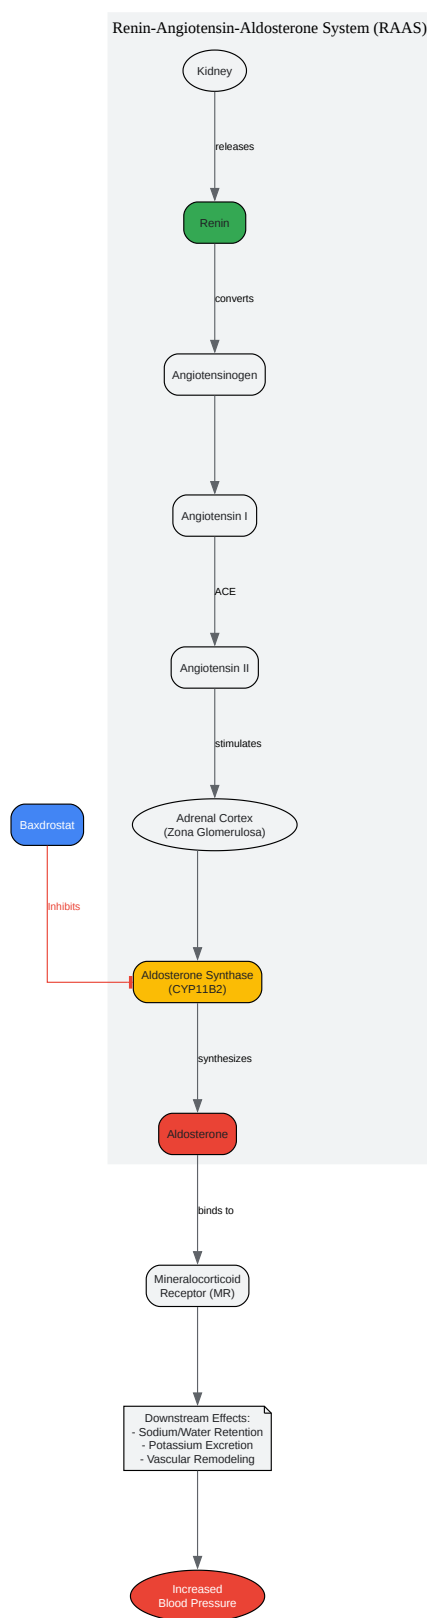 Renin-Angiotensin-Aldosterone System (RAAS)
Kidney
releases
Renin
converts
Angiotensinogen
Angiotensin I
ACE
Angiotensin II
stimulates
Adrenal Cortex
(Zona Glomerulosa)
Baxdrostat
Inhibits
Aldosterone Synthase
(CYP11B2)
synthesizes
Aldosterone
binds to
Mineralocorticoid
Receptor (MR)
Downstream Effects:
- Sodium/Water Retention
- Potassium Excretion
- Vascular Remodeling
Increased
Blood Pressure